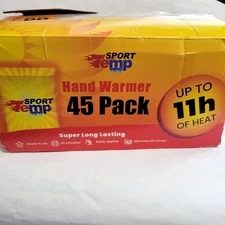 SPORT
Temp
Hand Warmer
45 Pack
UP TO
11h
OF HEAT
SPORT
Temp
Super Long Lasting